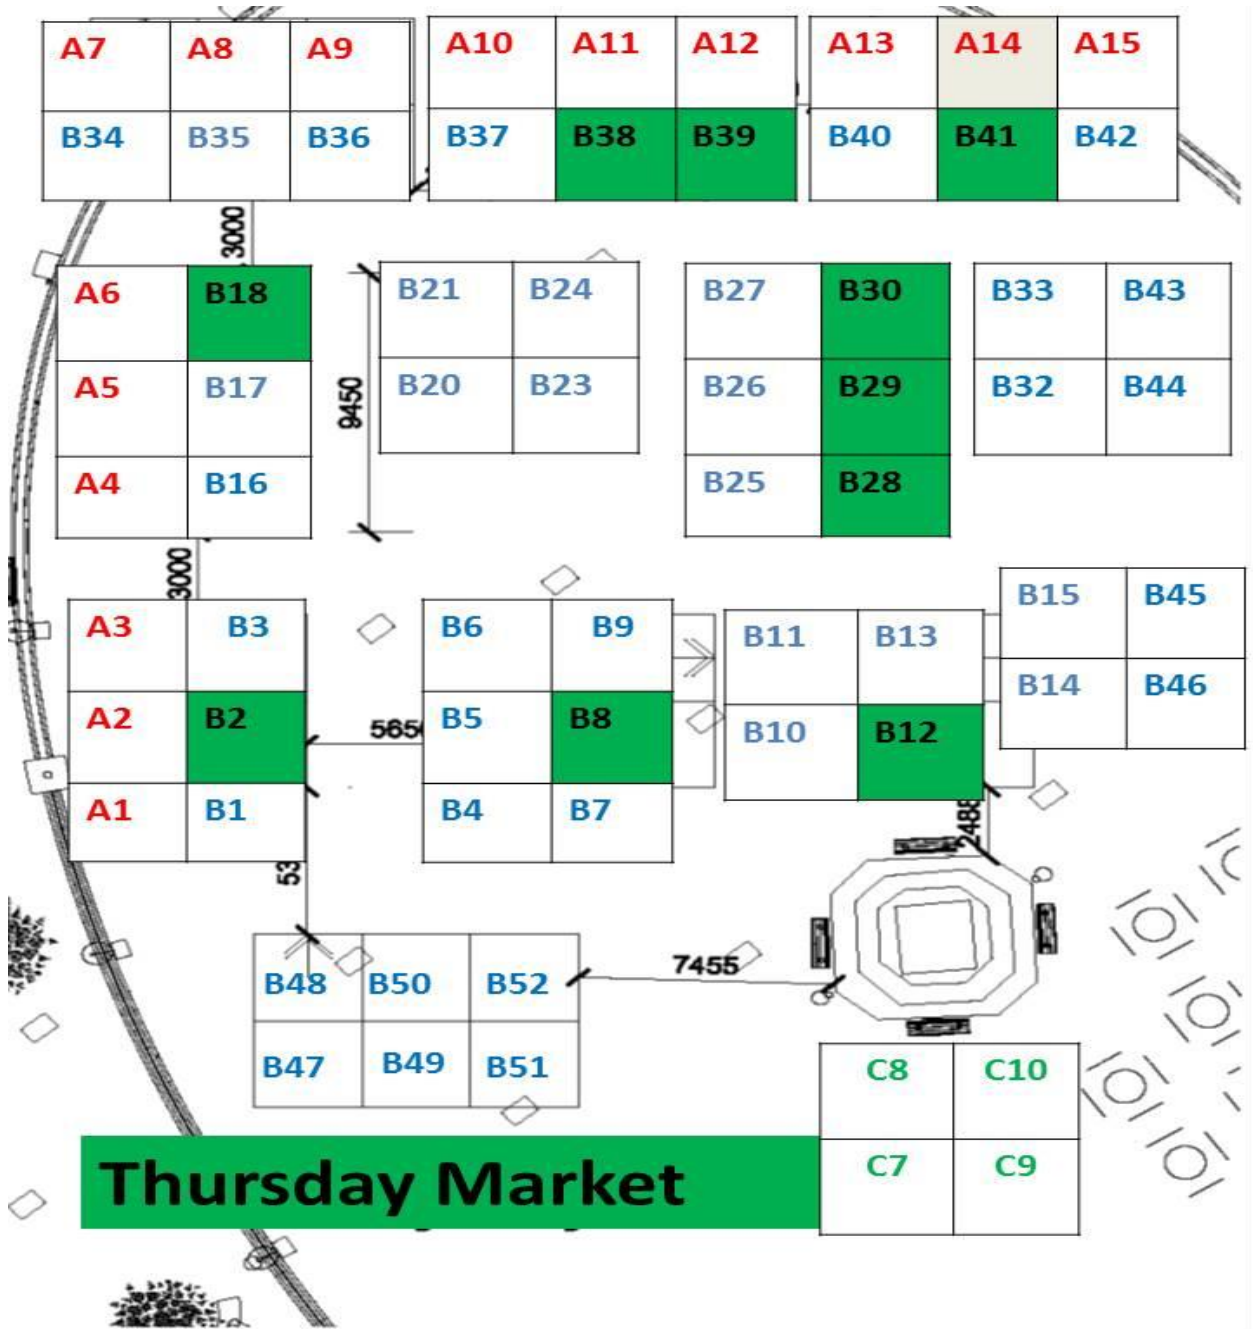 A7 A8 A9 A10 A11 A12 A13 A14 A15
B34 B35 B36 B37 B38 B39 B40 B41 B42
3000
A6 B18 B21 B24 B27 B30 B33 B43
A5 B17 B20 B23 B26 B29 B32 B44
9450
A4 B16 B25 B28
3000
A3 B3 B6 B9 B11 B13 B15 B45
A2 B2 B5 B8 B10 B12 B14 B46
A1 B1 B4 B7
7455
B48 B50 B52
B47 B49 B51
C8 C10
Thursday Market C7 C9